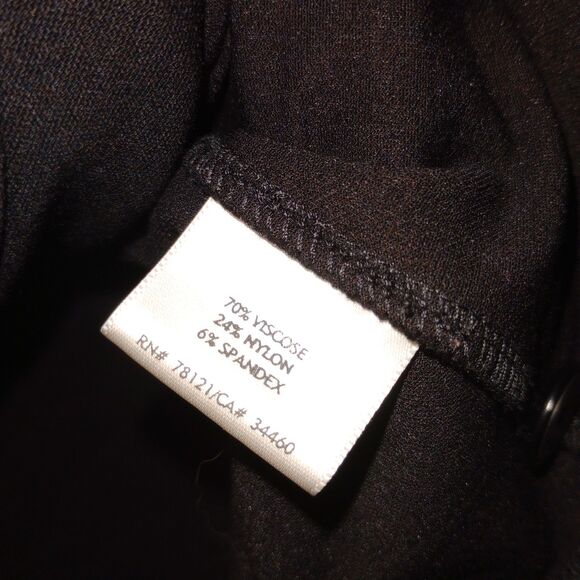 70% VISCOSE
24% NYLON
6% SPANDEX
RN# 78121/CA# 34460